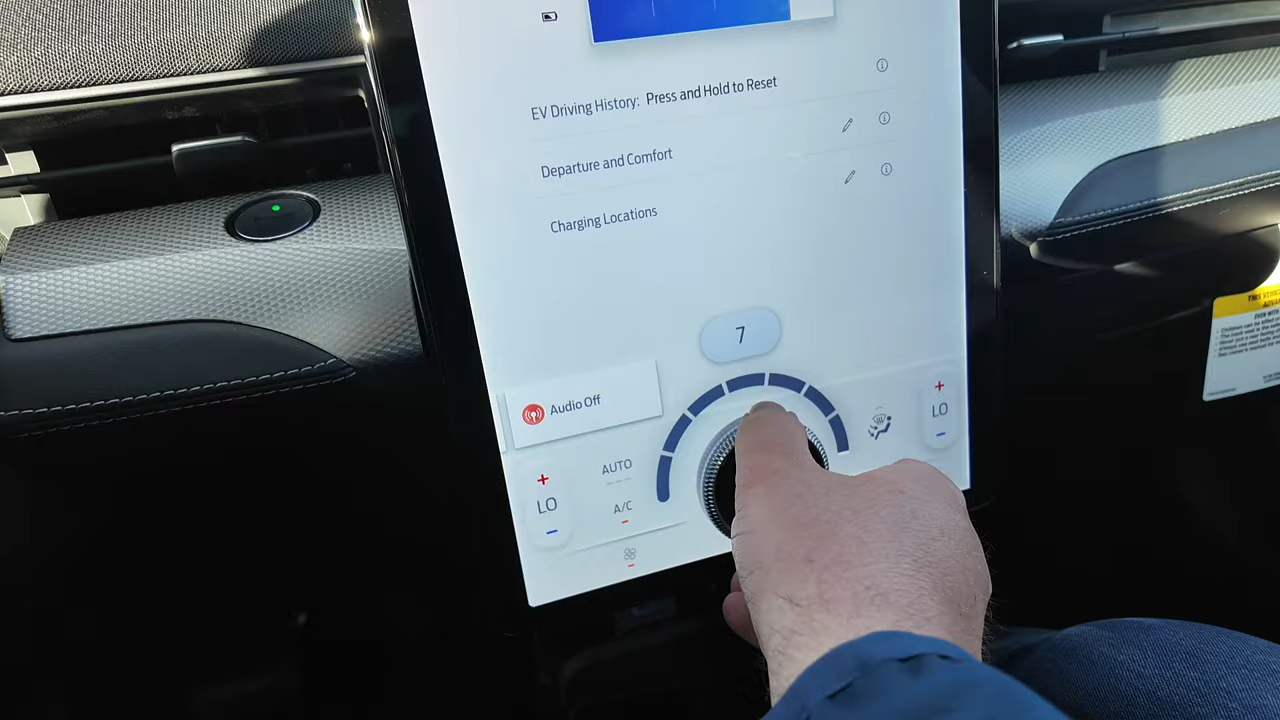 EV Driving History: Press and Hold to Reset
Departure and Comfort
Charging Locations
7
Audio Off
+
LO
−
AUTO
A/C
+
LO
−